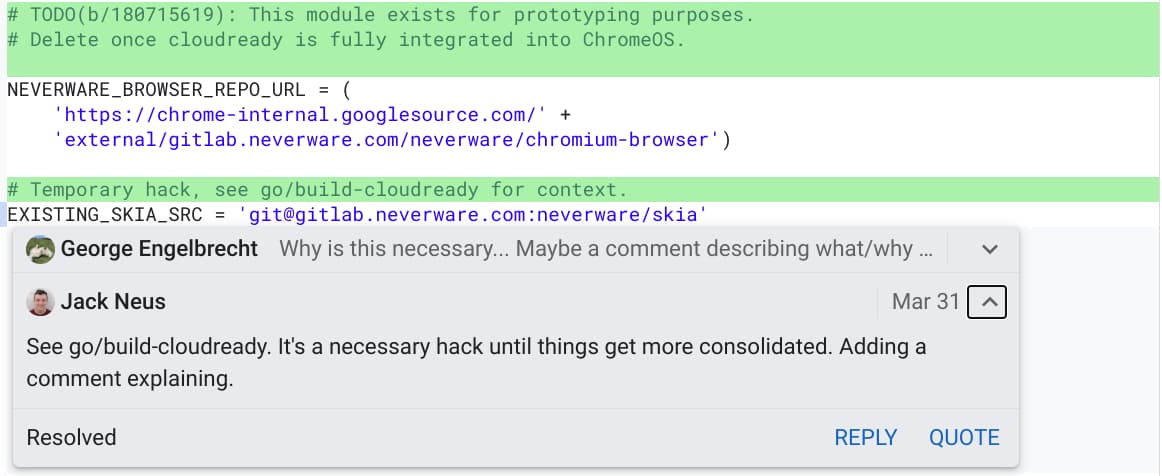 # TODO(b/180715619): This module exists for prototyping purposes.
# Delete once cloudready is fully integrated into ChromeOS.
NEVERWARE_BROWSER_REPO_URL = (
    'https://chrome-internal.googlesource.com/' +
    'external/gitlab.neverware.com/neverware/chromium-browser')
# Temporary hack, see go/build-cloudready for context.
EXISTING_SKIA_SRC = 'git@gitlab.neverware.com:neverware/skia'
George Engelbrecht Why is this necessary... Maybe a comment describing what/why ...
Jack Neus Mar 31
See go/build-cloudready. It's a necessary hack until things get more consolidated. Adding a
comment explaining.
Resolved REPLY QUOTE